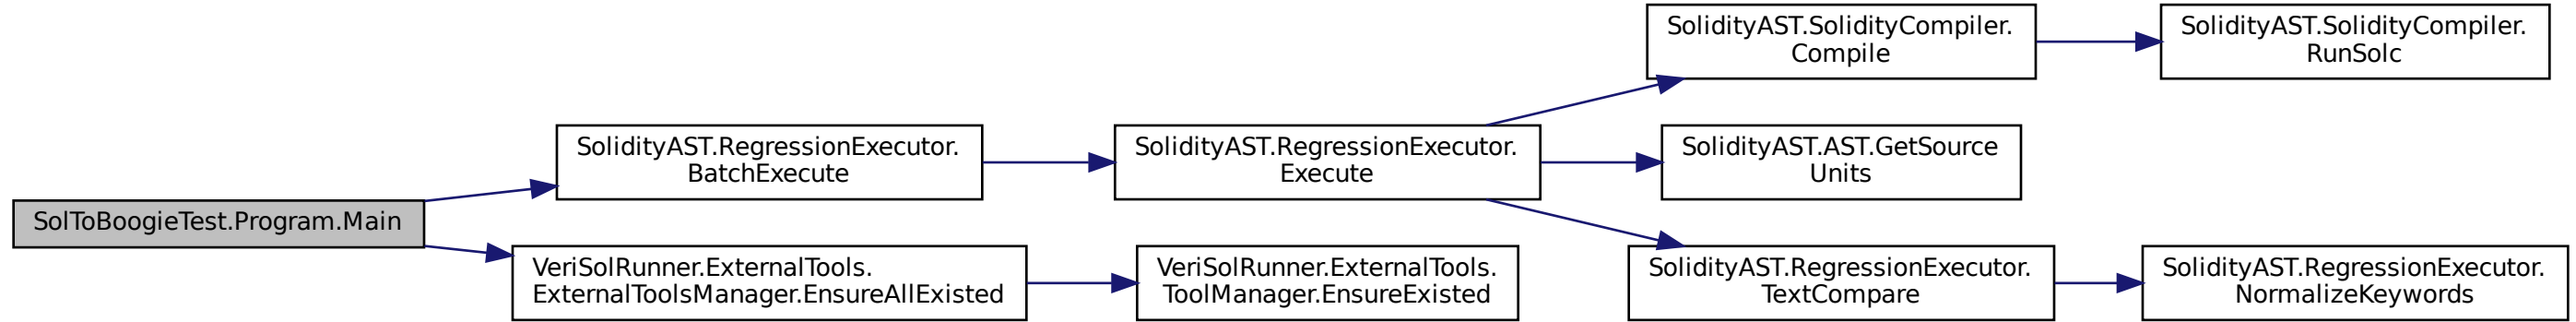 SolToBoogieTest.Program.Main
SolidityAST.RegressionExecutor.
BatchExecute
VeriSolRunner.ExternalTools.
ExternalToolsManager.EnsureAllExisted
SolidityAST.RegressionExecutor.
Execute
VeriSolRunner.ExternalTools.
ToolManager.EnsureExisted
SolidityAST.SolidityCompiler.
Compile
SolidityAST.AST.GetSource
Units
SolidityAST.RegressionExecutor.
TextCompare
SolidityAST.SolidityCompiler.
RunSolc
SolidityAST.RegressionExecutor.
NormalizeKeywords